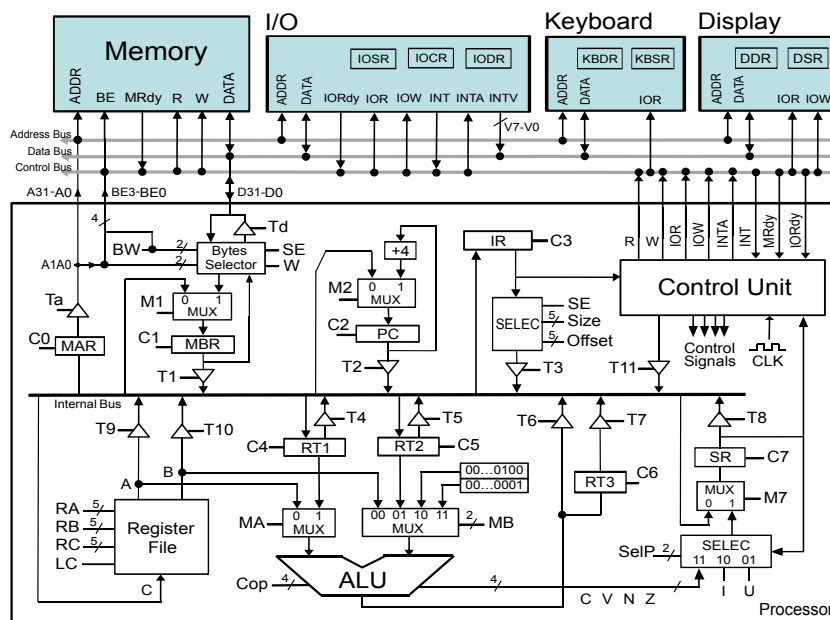 I/O
Keyboard
Display
Memory
IOSR
IOCR
IODR
KBDR
KBSR
DDR
DSR
ADDR
BE
MRdy
R
W
DATA
ADDR
DATA
IORdy
IOR
IOW
INT
INTA
INTV
ADDR
DATA
IOR
ADDR
DATA
IOR
IOW
V7-V0
Address Bus
Data Bus
Control Bus
A31-A0
BE3-BE0
D31-D0
4
Td
BW
2
Bytes
Selector
SE
W
A1A0
2
+4
IR
C3
R
W
IOR
IOW
INTA
INT
MRdy
IORdy
Control Unit
Ta
M1
0 1
MUX
M2
0 1
MUX
SELEC
SE
5
Size
5
Offset
C0
MAR
C1
MBR
C2
PC
Control
Signals
CLK
T1
T2
T3
T11
Internal Bus
T9
T10
T4
T5
T6
T7
T8
C4
RT1
RT2
C5
C6
RT3
SR
C7
A
B
00...0100
00...0001
MUX
0 1
M7
RA
5
RB
5
RC
5
LC
Register
File
C
MA
0 1
MUX
00 01 10 11
MUX
2
MB
SelP
2
SELEC
11 10 01
Cop
4
ALU
4
C V N Z
I
U
Processor